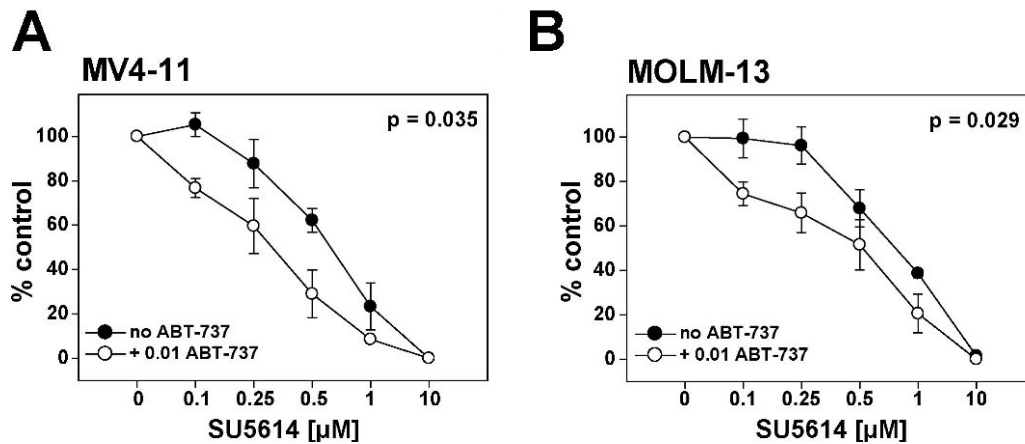 A
MV4-11
p = 0.035
100
80
60
40
20
0
% control
no ABT-737
+ 0.01 ABT-737
0 0.1 0.25 0.5 1 10
SU5614 [µM]
B
MOLM-13
p = 0.029
100
80
60
40
20
0
% control
no ABT-737
+ 0.01 ABT-737
0 0.1 0.25 0.5 1 10
SU5614 [µM]